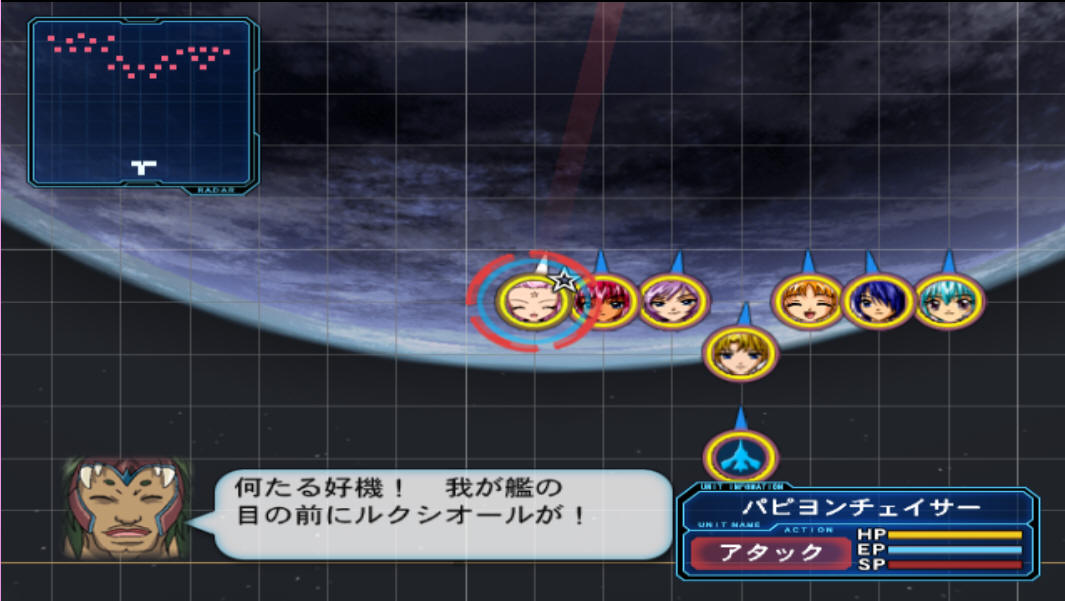 RADAR
何たる好機！　我が艦の
目の前にルクシオールが！
UNIT INFORMATION
パピヨンチェイサー
UNIT NAME
ACTION
アタック
HP
EP
SP